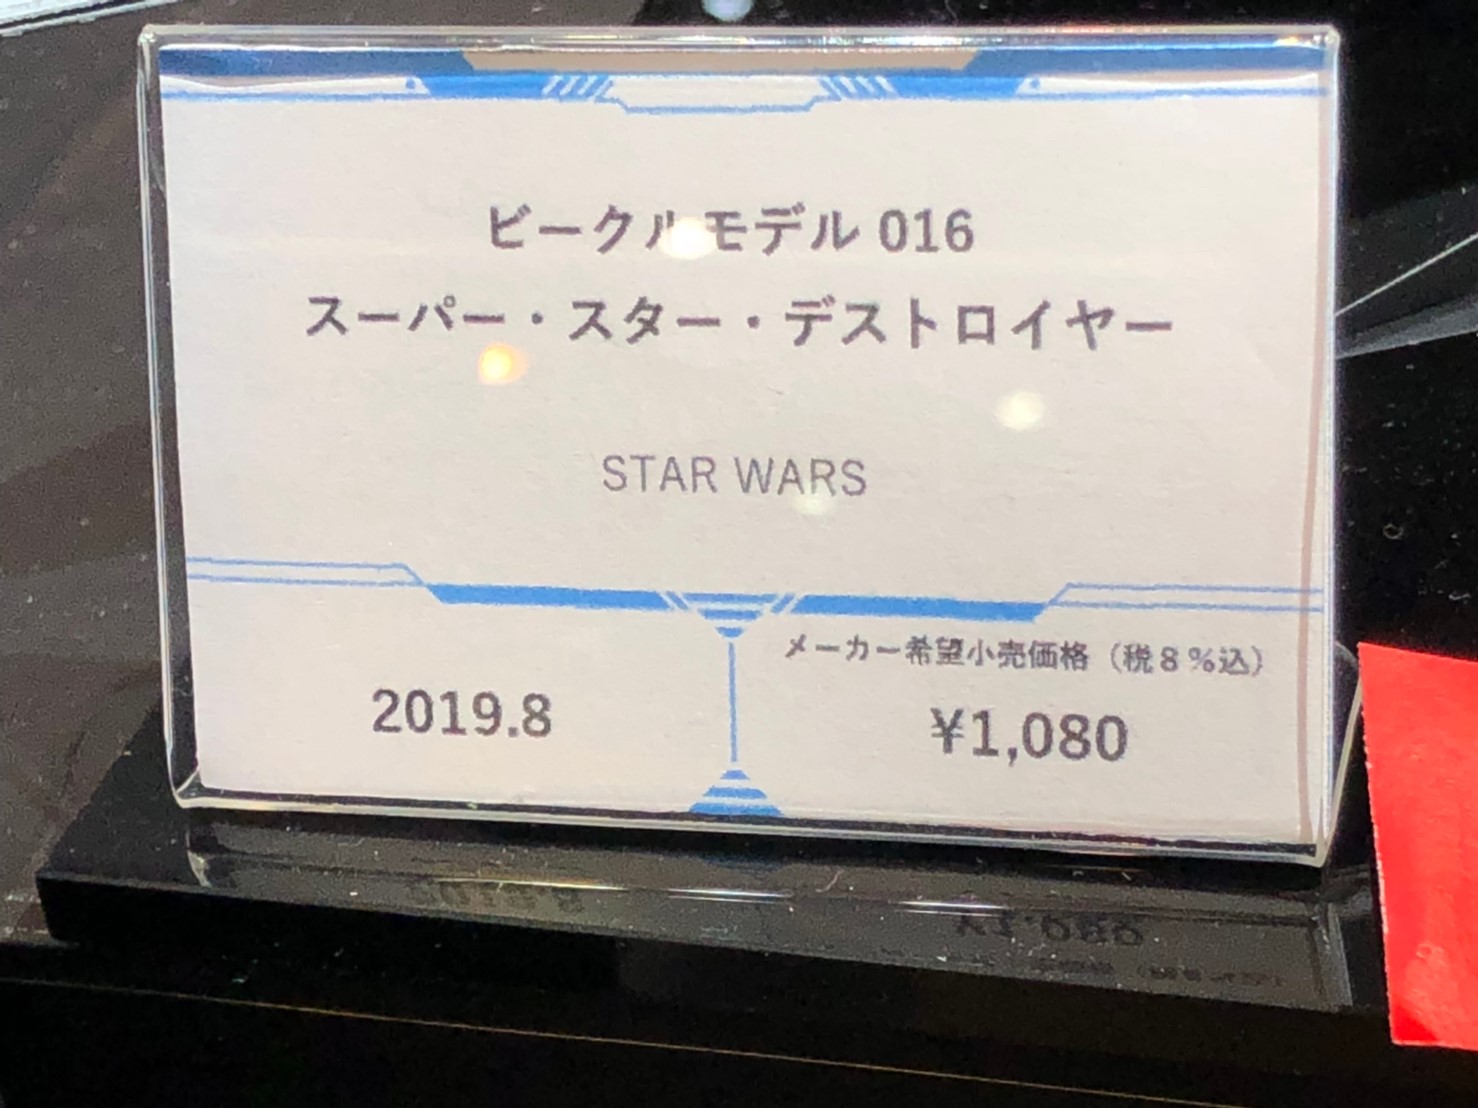 ビークルモデル 016
スーパー・スター・デストロイヤー
STAR WARS
2019.8
メーカー希望小売価格（税８％込）
¥1,080